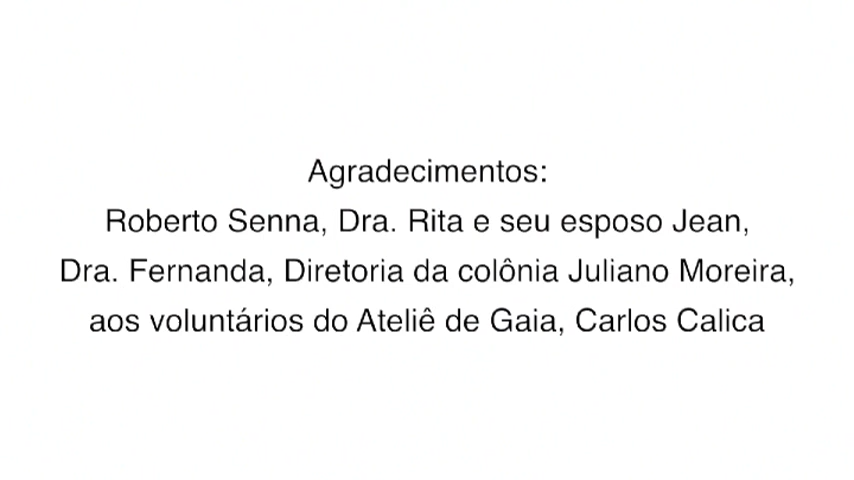 Agradecimentos:
Roberto Senna, Dra. Rita e seu esposo Jean,
Dra. Fernanda, Diretoria da colônia Juliano Moreira,
aos voluntários do Ateliê de Gaia, Carlos Calica